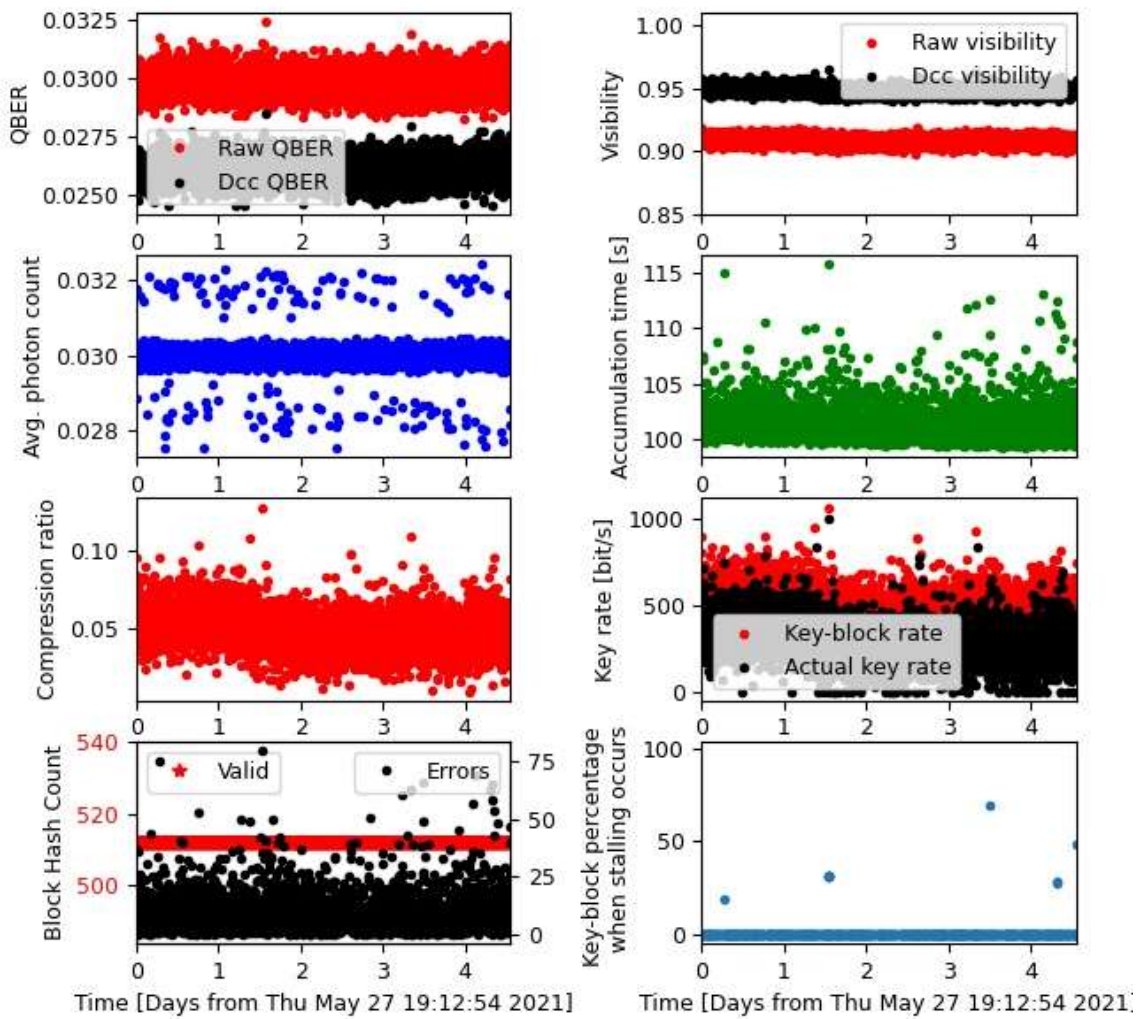 0.0325
0.0300
0.0275
0.0250
QBER
Raw QBER
Dcc QBER
0 1 2 3 4
1.00
0.95
0.90
0.85
Visibility
Raw visibility
Dcc visibility
0 1 2 3 4
0.032
0.030
0.028
Avg. photon count
0 1 2 3 4
115
110
105
100
Accumulation time [s]
0 1 2 3 4
0.10
0.05
Compression ratio
0 1 2 3 4
1000
500
0
Key rate [bit/s]
Key-block rate
Actual key rate
0 1 2 3 4
540
520
500
Block Hash Count
Valid
Errors
75
50
25
0
0 1 2 3 4
Time [Days from Thu May 27 19:12:54 2021]
100
50
0
Key-block percentage
when stalling occurs
0 1 2 3 4
Time [Days from Thu May 27 19:12:54 2021]